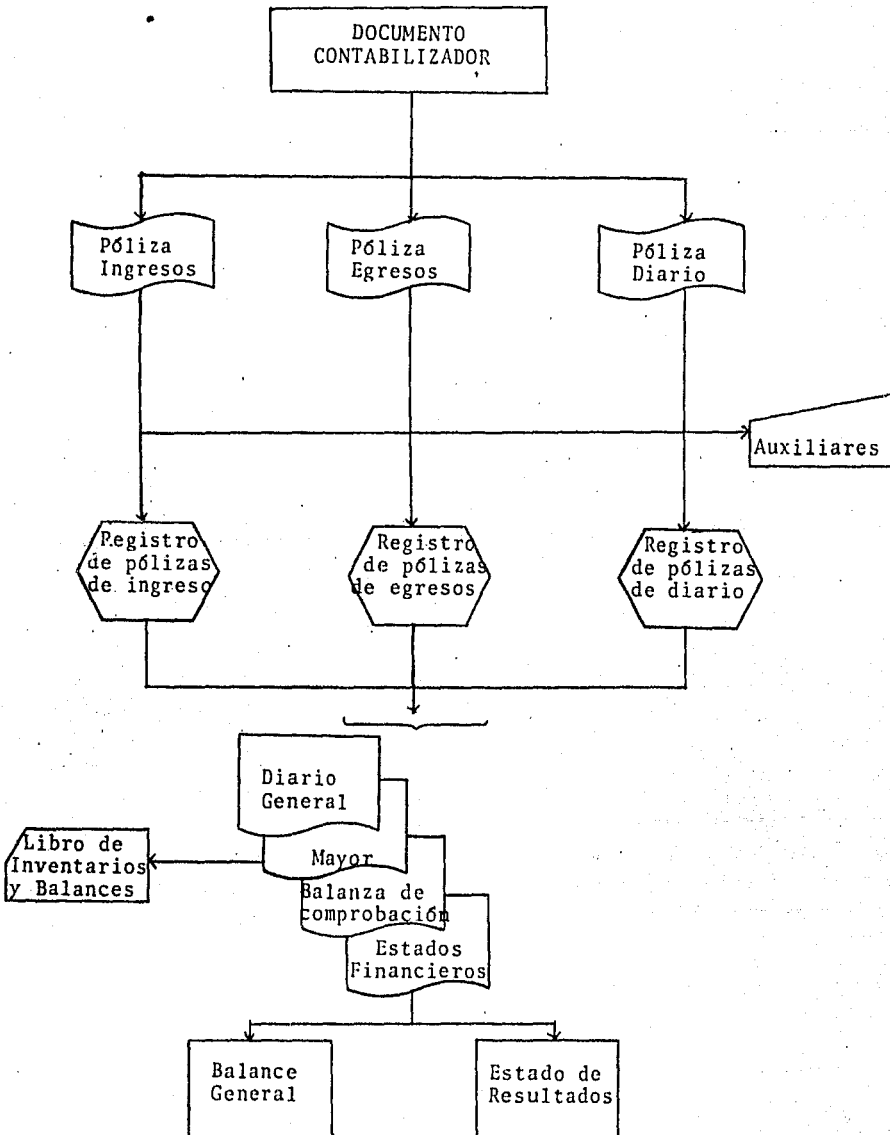 DOCUMENTO
CONTABILIZADOR
Póliza
Ingresos
Póliza
Egresos
Póliza
Diario
Auxiliares
Registro
de pólizas
de ingreso
Registro
de pólizas
de egresos
Registro
de pólizas
de diario
Diario
General
Mayor
Libro de
Inventarios
y Balances
Balanza de
comprobación
Estados
Financieros
Balance
General
Estado de
Resultados